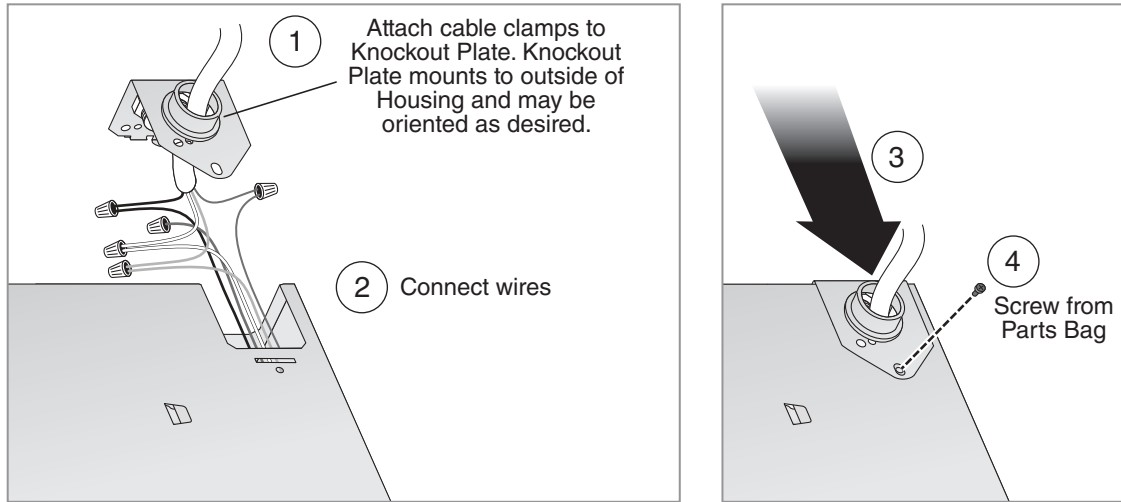 1
Attach cable clamps to
Knockout Plate. Knockout
Plate mounts to outside of
Housing and may be
oriented as desired.
2 Connect wires
3
4
Screw from
Parts Bag